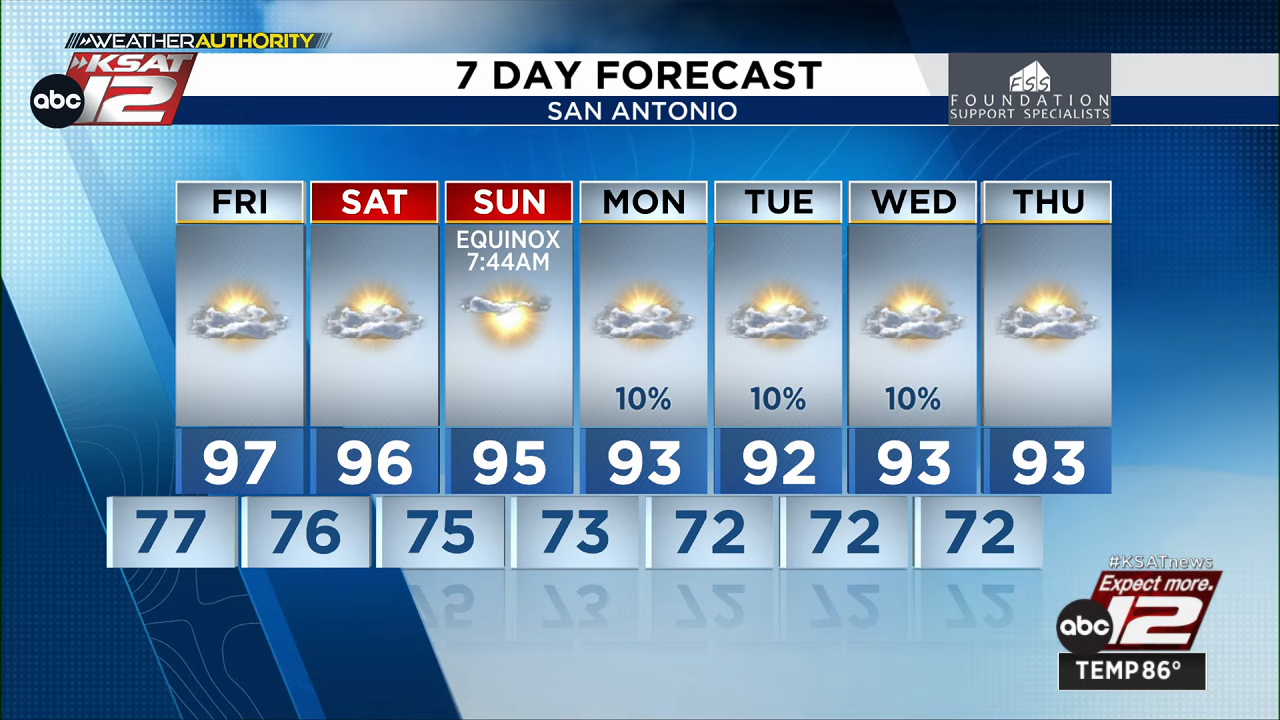 WEATHERAUTHORITY
KSAT
abc 12
7 DAY FORECAST
SAN ANTONIO
FSS
FOUNDATION
SUPPORT SPECIALISTS
FRI SAT SUN MON TUE WED THU
EQUINOX
7:44AM
10% 10% 10%
97 96 95 93 92 93 93
77 76 75 73 72 72 72
#KSATnews
Expect more.
abc 12
TEMP 86°